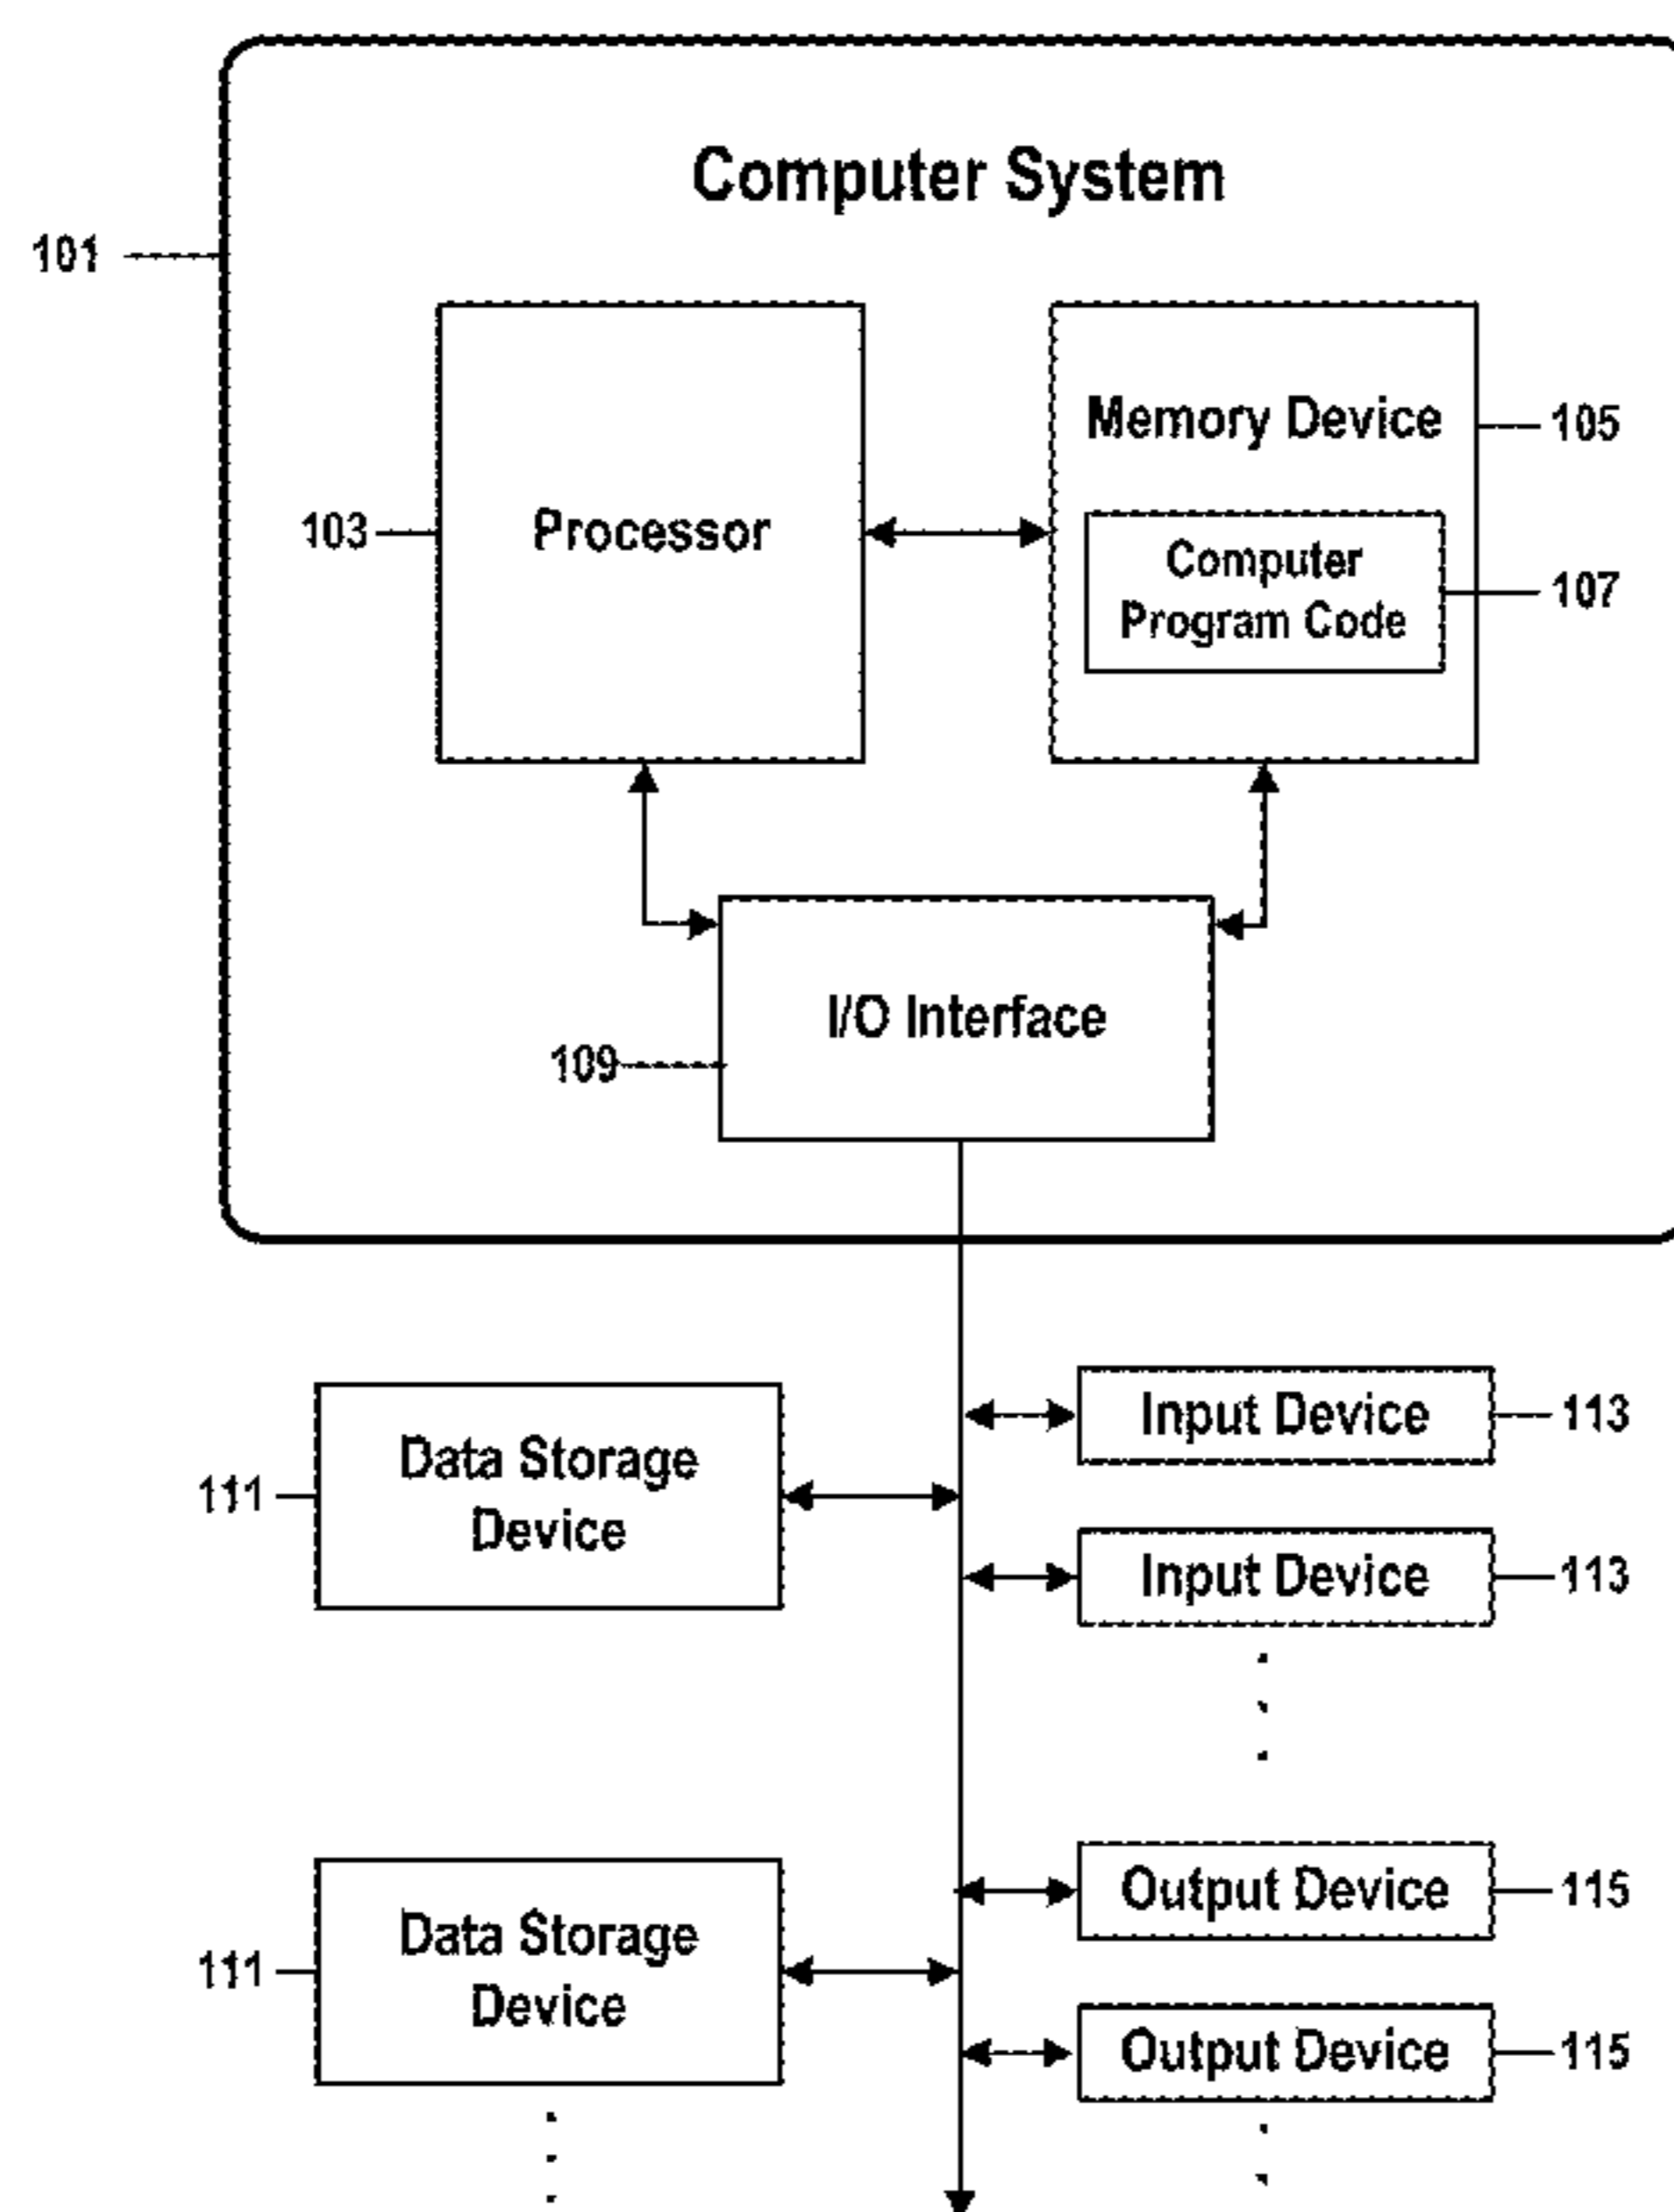 Computer System
101
Processor
103
Memory Device
105
Computer
Program Code
107
I/O Interface
109
Data Storage
Device
111
Input Device
113
Input Device
113
Data Storage
Device
111
Output Device
115
Output Device
115